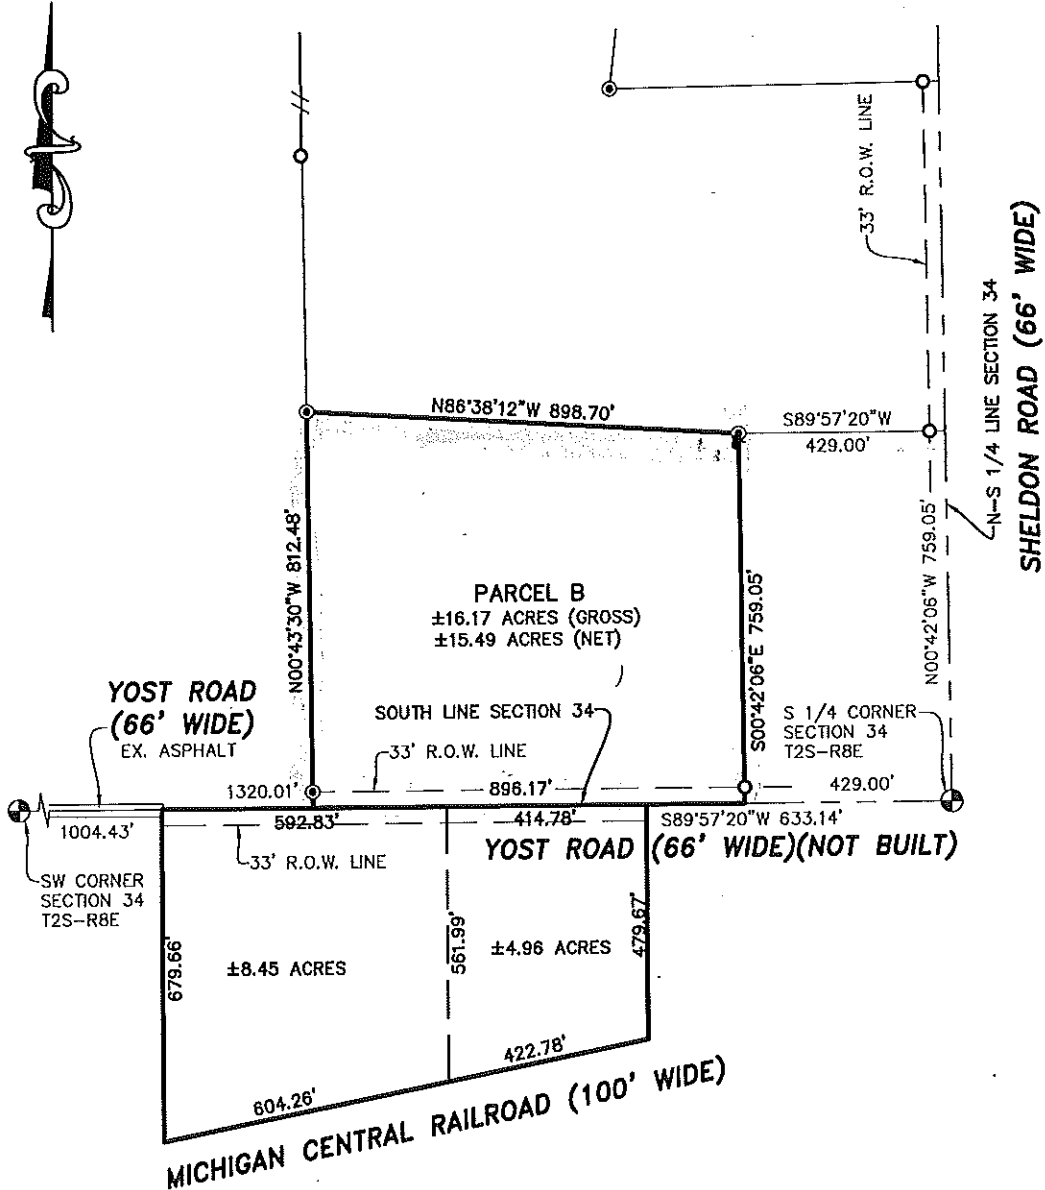 33' R.O.W. LINE
N86°38'12"W 898.70'
S89°57'20"W
429.00'
N–S 1/4 LINE SECTION 34
SHELDON ROAD (66' WIDE)
N00°43'30"W 812.48'
PARCEL B
±16.17 ACRES (GROSS)
±15.49 ACRES (NET)
S00°42'06"E 759.05'
N00°42'06"W 759.05'
YOST ROAD
(66' WIDE)
EX. ASPHALT
SOUTH LINE SECTION 34
33' R.O.W. LINE
S 1/4 CORNER
SECTION 34
T2S–R8E
1320.01'
896.17'
429.00'
1004.43'
592.83'
414.78'
S89°57'20"W 633.14'
33' R.O.W. LINE
YOST ROAD (66' WIDE)(NOT BUILT)
SW CORNER
SECTION 34
T2S–R8E
679.66'
±8.45 ACRES
561.99'
±4.96 ACRES
479.67'
604.26'
422.78'
MICHIGAN CENTRAL RAILROAD (100' WIDE)